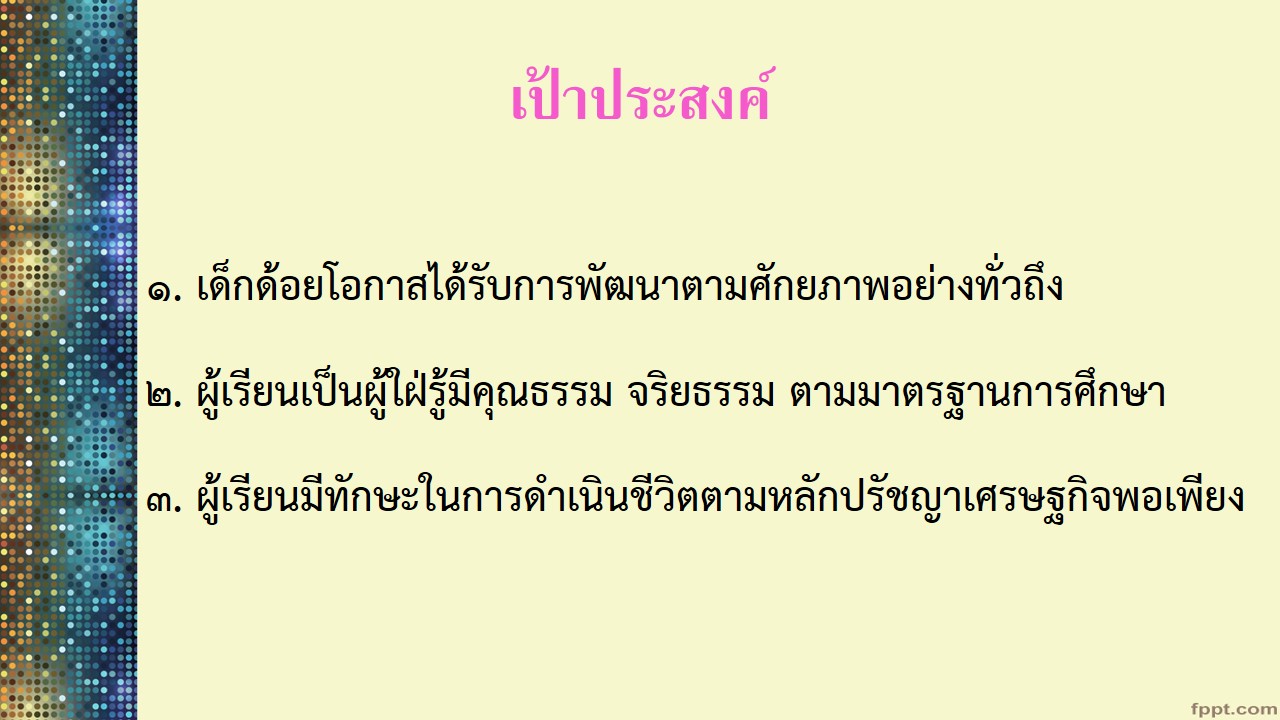 เป้าประสงค์
๑. เด็กด้อยโอกาสได้รับการพัฒนาตามศักยภาพอย่างทั่วถึง
๒. ผู้เรียนเป็นผู้ใฝ่รู้มีคุณธรรม จริยธรรม ตามมาตรฐานการศึกษา
๓. ผู้เรียนมีทักษะในการดำเนินชีวิตตามหลักปรัชญาเศรษฐกิจพอเพียง
fppt.com